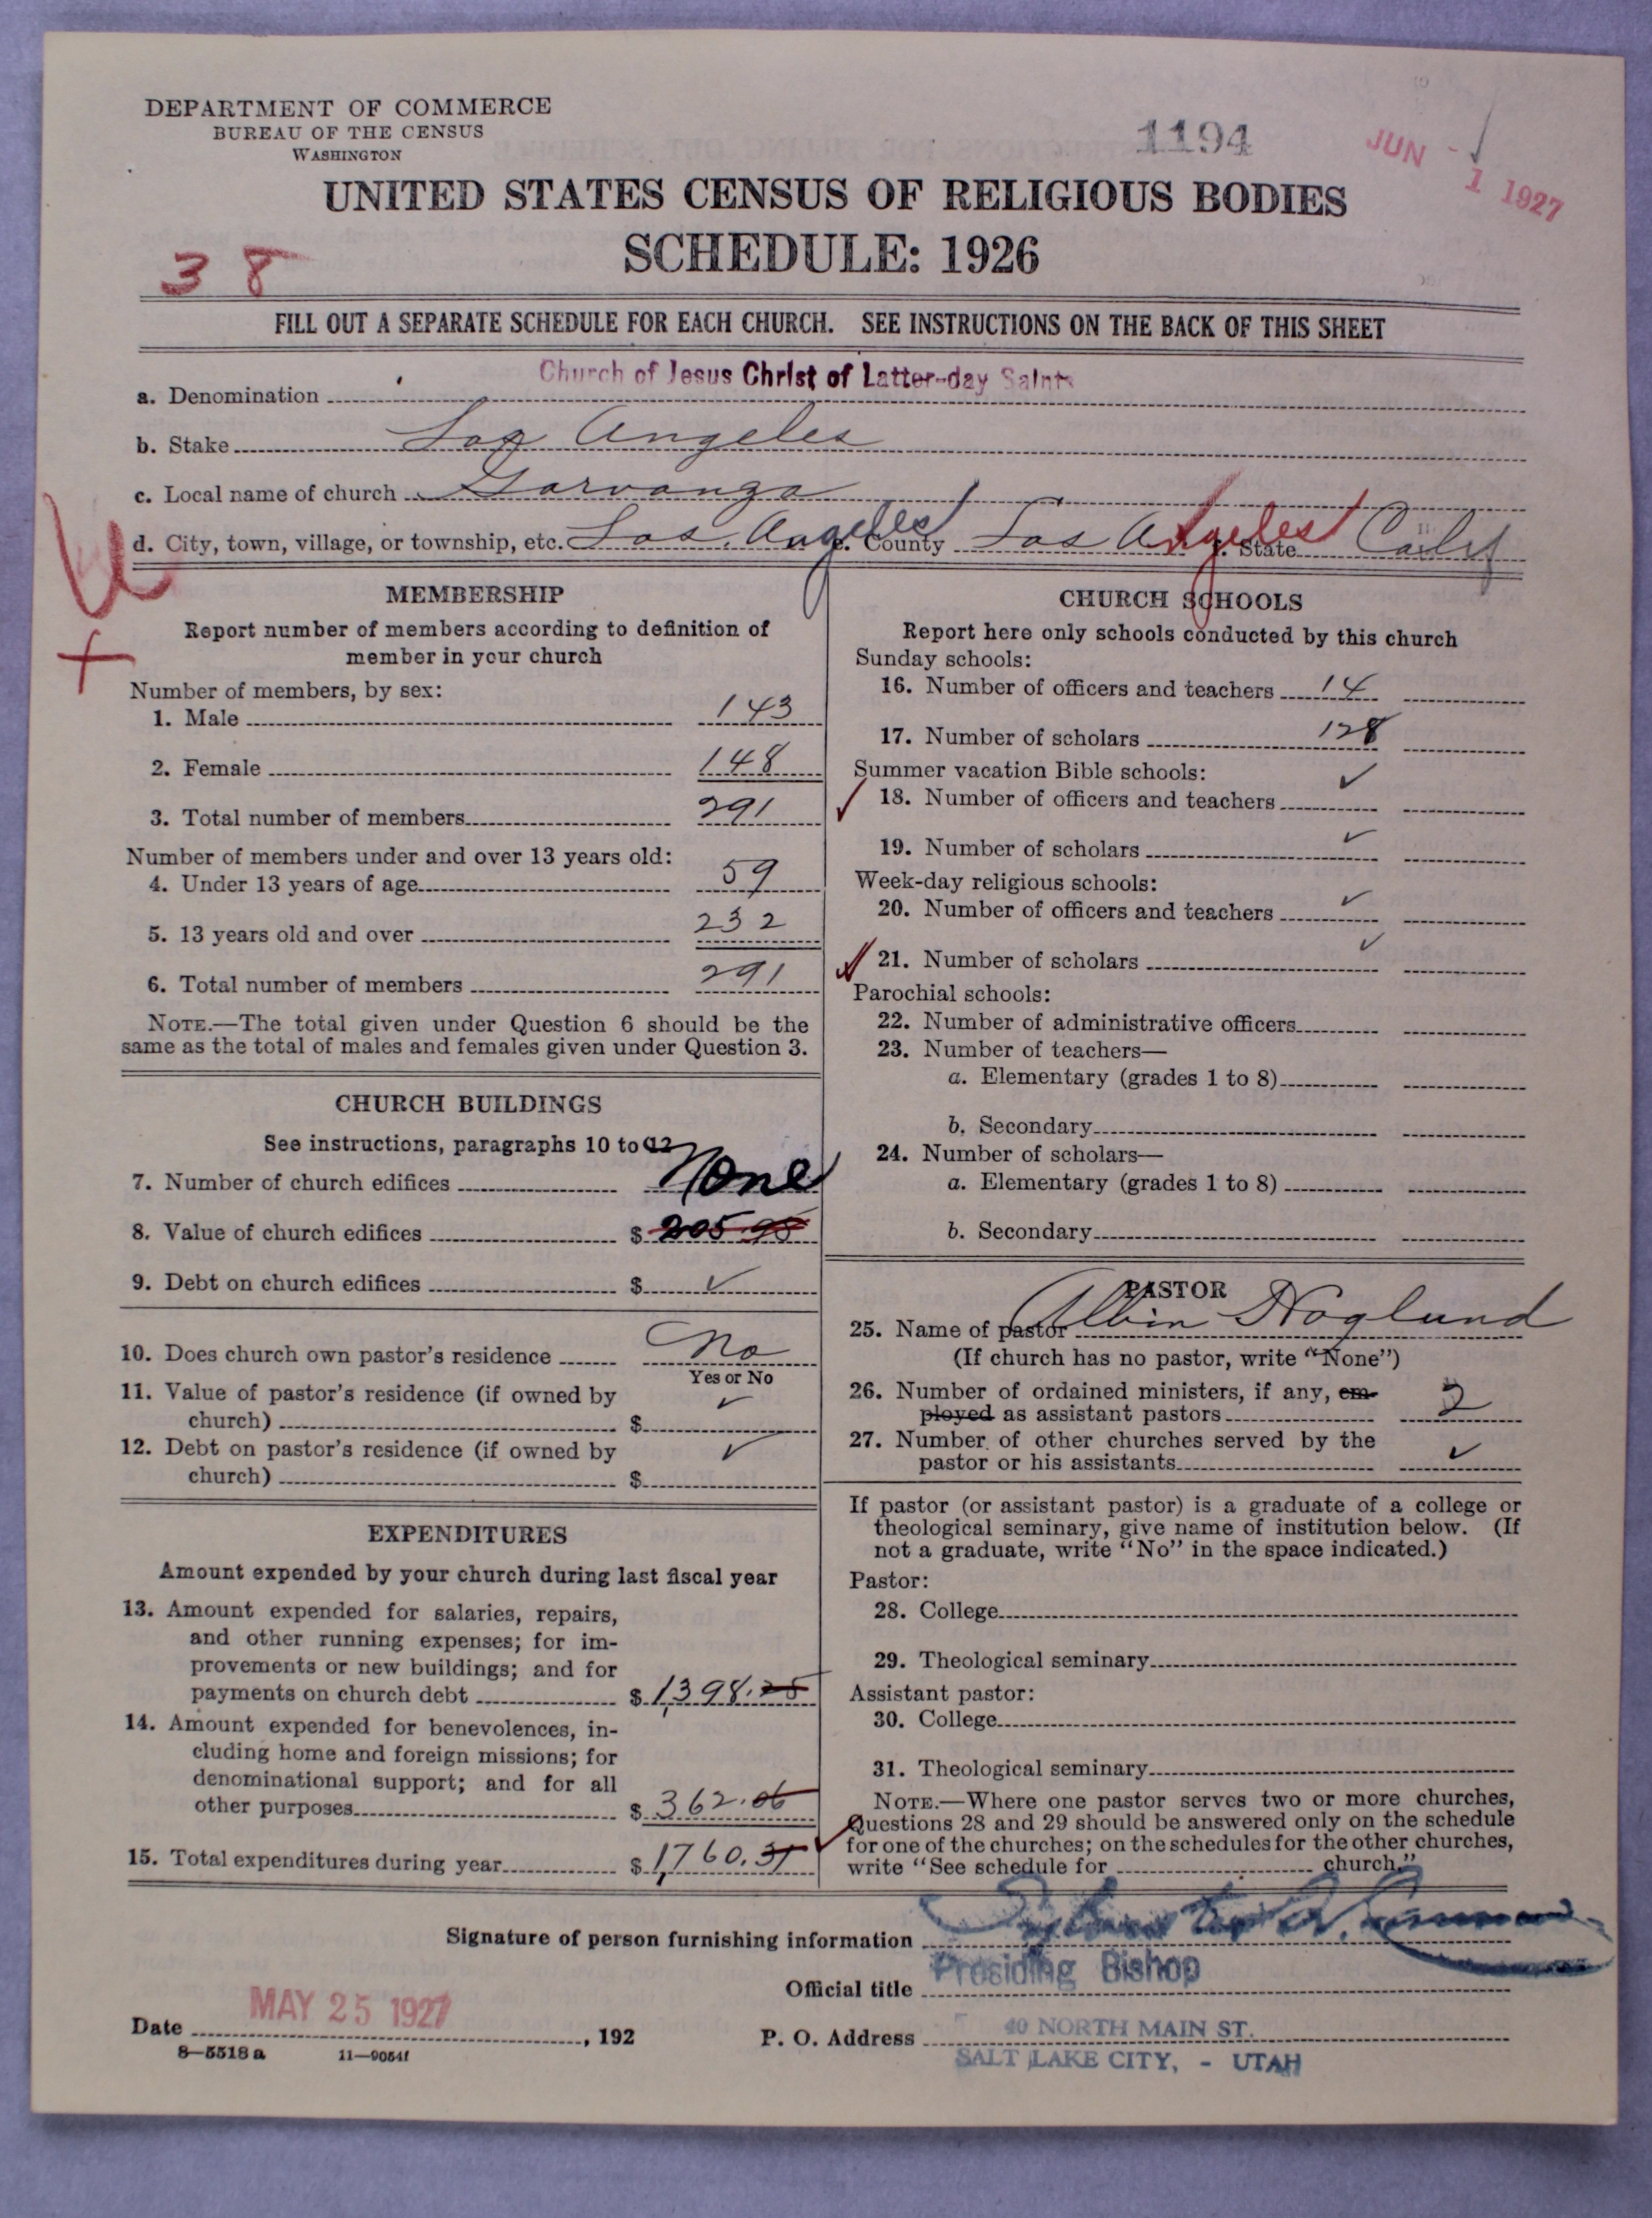 DEPARTMENT OF COMMERCE
BUREAU OF THE CENSUS
WASHINGTON
1194
JUN - 1 1927
UNITED STATES CENSUS OF RELIGIOUS BODIES
SCHEDULE: 1926
38
FILL OUT A SEPARATE SCHEDULE FOR EACH CHURCH. SEE INSTRUCTIONS ON THE BACK OF THIS SHEET
a. Denomination Church of Jesus Christ of Latter-day Saints
b. Stake Los Angeles
c. Local name of church Garvanza
d. City, town, village, or township, etc. Los Angeles e. County Los Angeles f. State Calif
MEMBERSHIP
Report number of members according to definition of
member in your church
Number of members, by sex:
1. Male 143
2. Female 148
3. Total number of members 291
Number of members under and over 13 years old:
4. Under 13 years of age 59
5. 13 years old and over 232
6. Total number of members 291
NOTE.—The total given under Question 6 should be the
same as the total of males and females given under Question 3.
CHURCH BUILDINGS
See instructions, paragraphs 10 to 12
7. Number of church edifices None
8. Value of church edifices $ 205.95
9. Debt on church edifices $ ✓
10. Does church own pastor's residence No
Yes or No
11. Value of pastor's residence (if owned by
church) $ ✓
12. Debt on pastor's residence (if owned by
church) $ ✓
EXPENDITURES
Amount expended by your church during last fiscal year
13. Amount expended for salaries, repairs,
and other running expenses; for im-
provements or new buildings; and for
payments on church debt $ 1,398.25
14. Amount expended for benevolences, in-
cluding home and foreign missions; for
denominational support; and for all
other purposes $ 362.06
15. Total expenditures during year $ 1,760.31
CHURCH SCHOOLS
Report here only schools conducted by this church
Sunday schools:
16. Number of officers and teachers 14
17. Number of scholars 128
Summer vacation Bible schools:
18. Number of officers and teachers ✓
19. Number of scholars ✓
Week-day religious schools:
20. Number of officers and teachers ✓
21. Number of scholars ✓
Parochial schools:
22. Number of administrative officers
23. Number of teachers—
a. Elementary (grades 1 to 8)
b. Secondary
24. Number of scholars—
a. Elementary (grades 1 to 8)
b. Secondary
PASTOR
25. Name of pastor Albin Hoglund
(If church has no pastor, write "None")
26. Number of ordained ministers, if any, em-
ployed as assistant pastors 2
27. Number of other churches served by the
pastor or his assistants ✓
If pastor (or assistant pastor) is a graduate of a college or
theological seminary, give name of institution below. (If
not a graduate, write "No" in the space indicated.)
Pastor:
28. College
29. Theological seminary
Assistant pastor:
30. College
31. Theological seminary
NOTE.—Where one pastor serves two or more churches,
Questions 28 and 29 should be answered only on the schedule
for one of the churches; on the schedules for the other churches,
write "See schedule for church."
Signature of person furnishing information Sylvester Q. Cannon
Official title Presiding Bishop
Date MAY 25 1927, 192
P. O. Address 40 NORTH MAIN ST.
SALT LAKE CITY, - UTAH
8—5518 a 11—9054f